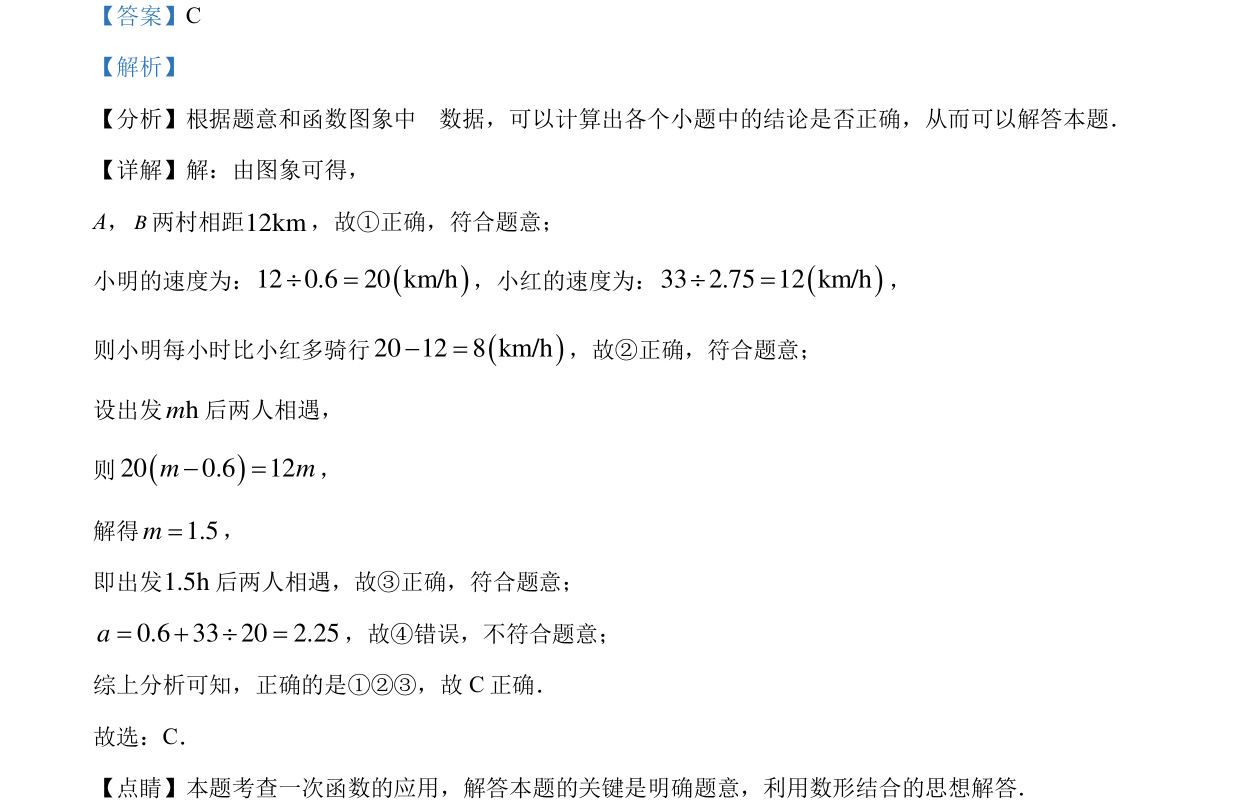 【答案】C
【解析】
【分析】根据题意和函数图象中 数据，可以计算出各个小题中的结论是否正确，从而可以解答本题．
【详解】解：由图象可得，
A，B两村相距12km，故①正确，符合题意；
小明的速度为：12÷0.6=20(km/h)，小红的速度为：33÷2.75=12(km/h)，
则小明每小时比小红多骑行20−12=8(km/h)，故②正确，符合题意；
设出发mh后两人相遇，
则20(m−0.6)=12m，
解得m=1.5，
即出发1.5h后两人相遇，故③正确，符合题意；
a=0.6+33÷20=2.25，故④错误，不符合题意；
综上分析可知，正确的是①②③，故C正确．
故选：C．
【点睛】本题考查一次函数的应用，解答本题的关键是明确题意，利用数形结合的思想解答．